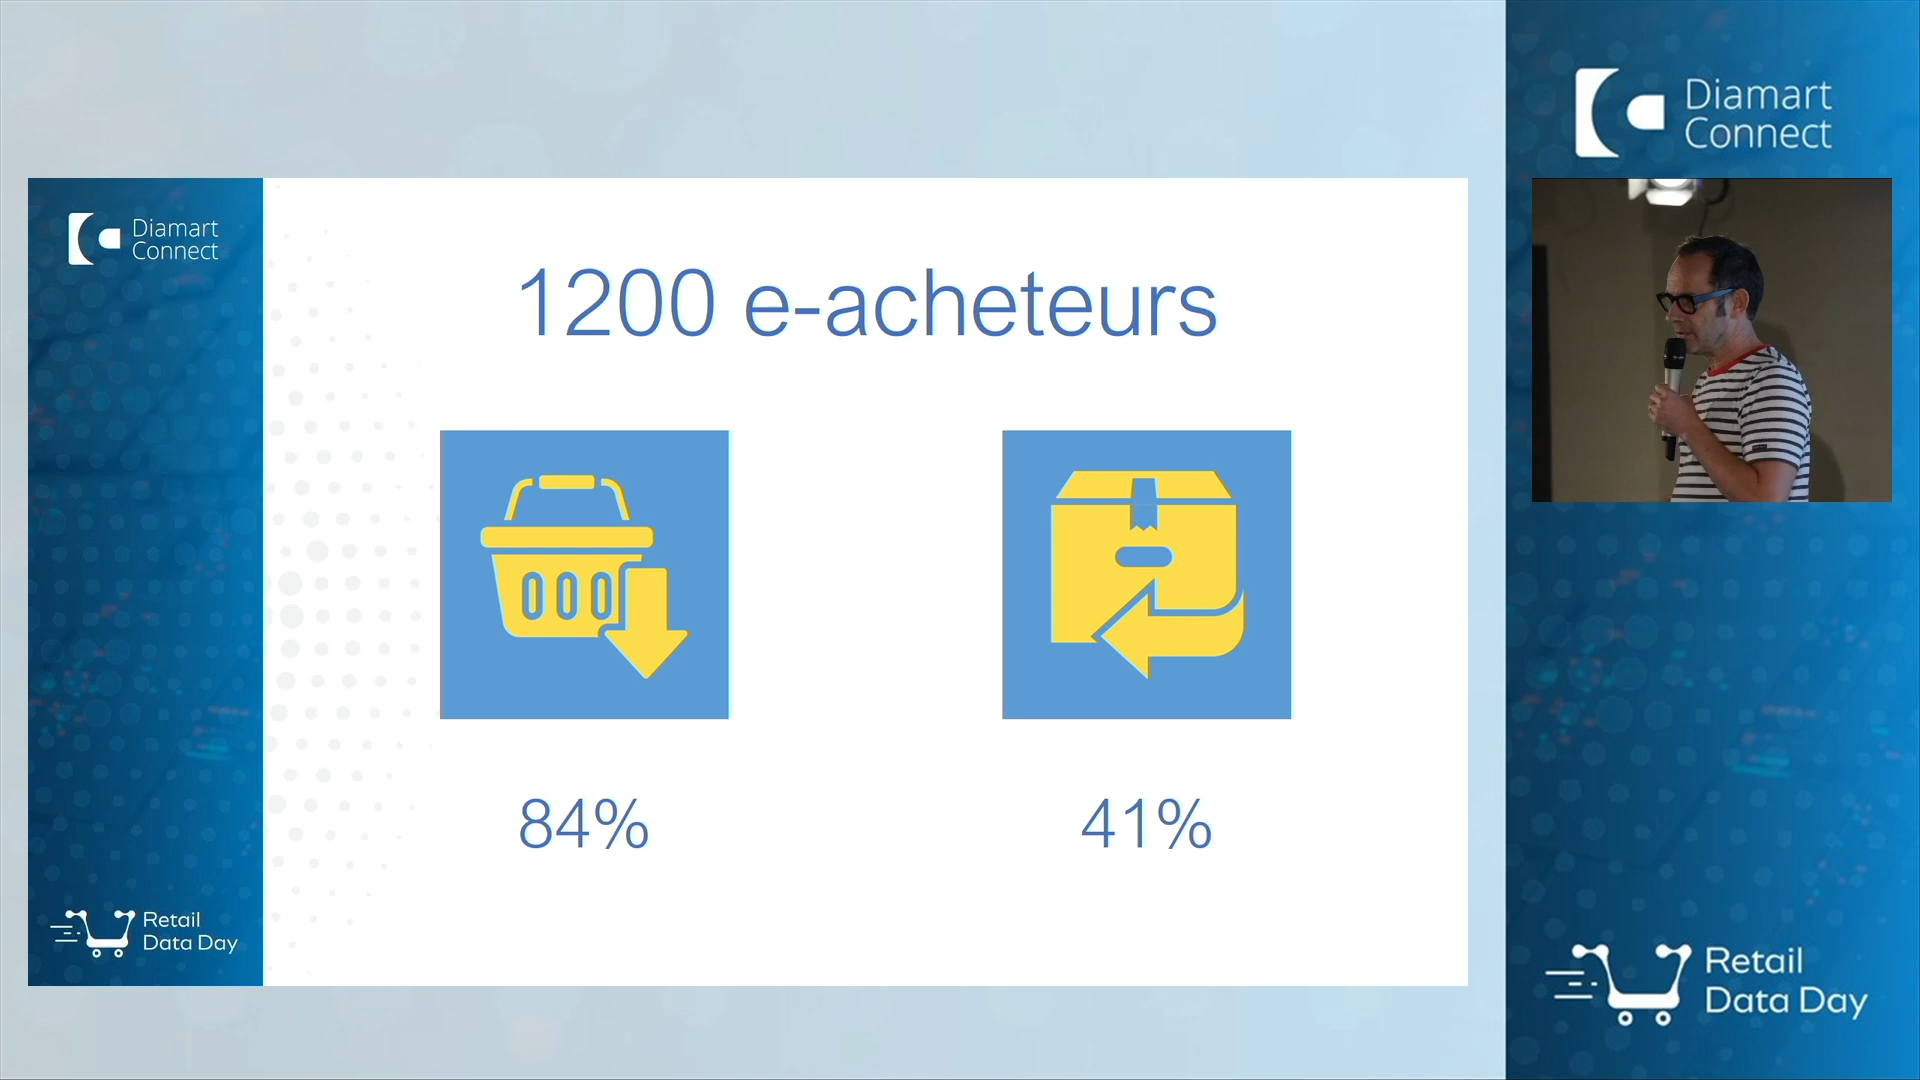 Diamart
Connect
1200 e-acheteurs
84%
41%
Retail
Data Day
Diamart
Connect
Retail
Data Day